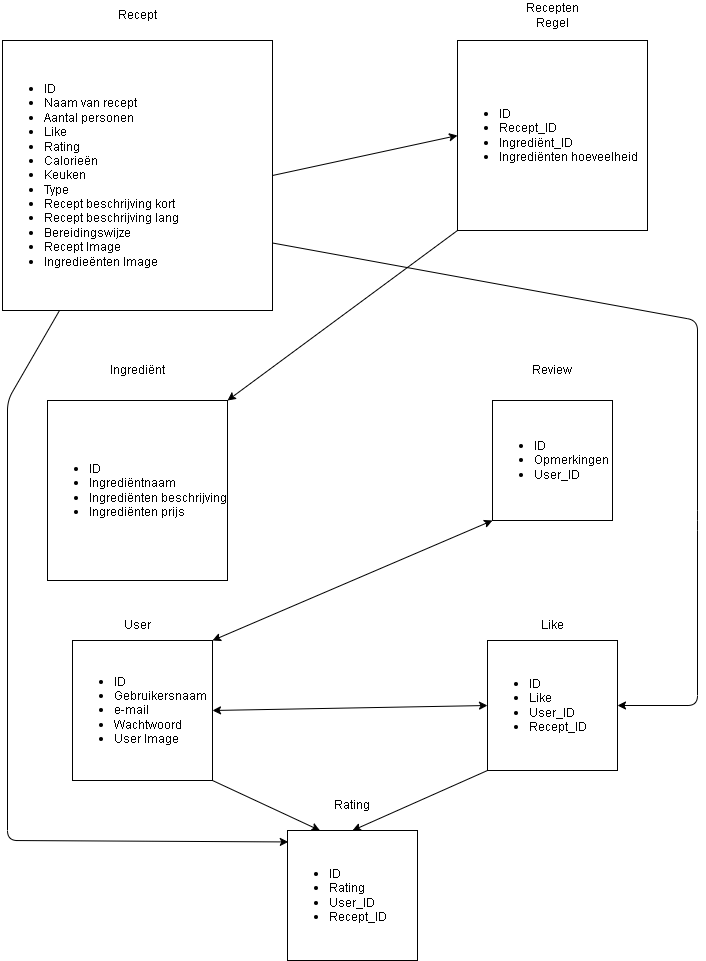 Recept
ID
Naam van recept
Aantal personen
Like
Rating
Calorieën
Keuken
Type
Recept beschrijving kort
Recept beschrijving lang
Bereidingswijze
Recept Image
Ingredieënten Image
Recepten
Regel
ID
Recept_ID
Ingrediënt_ID
Ingrediënten hoeveelheid
Ingrediënt
ID
Ingrediëntnaam
Ingrediënten beschrijving
Ingrediënten prijs
Review
ID
Opmerkingen
User_ID
User
ID
Gebruikersnaam
e-mail
Wachtwoord
User Image
Like
ID
Like
User_ID
Recept_ID
Rating
ID
Rating
User_ID
Recept_ID